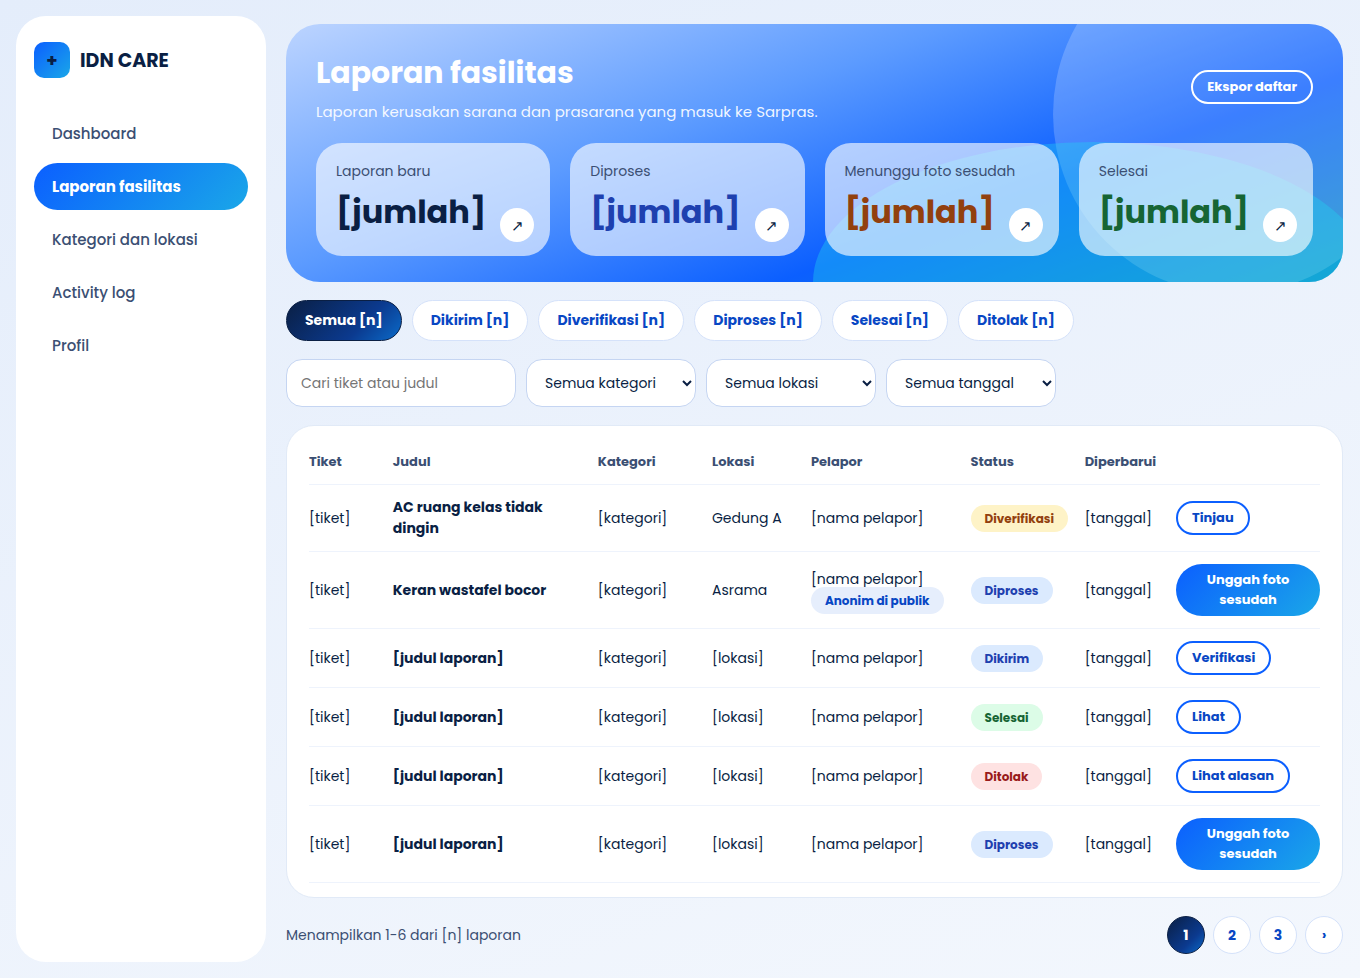 IDN CARE
Dashboard
Laporan fasilitas
Kategori dan lokasi
Activity log
Profil
Laporan fasilitas
Laporan kerusakan sarana dan prasarana yang masuk ke Sarpras.
Ekspor daftar
Laporan baru
[jumlah]
Diproses
[jumlah]
Menunggu foto sesudah
[jumlah]
Selesai
[jumlah]
Semua [n] Dikirim [n] Diverifikasi [n] Diproses [n] Selesai [n] Ditolak [n]
Cari tiket atau judul Semua kategori Semua lokasi Semua tanggal
Tiket Judul Kategori Lokasi Pelapor Status Diperbarui
[tiket] AC ruang kelas tidak dingin [kategori] Gedung A [nama pelapor] Diverifikasi [tanggal] Tinjau
[tiket] Keran wastafel bocor [kategori] Asrama [nama pelapor] Anonim di publik Diproses [tanggal] Unggah foto sesudah
[tiket] [judul laporan] [kategori] [lokasi] [nama pelapor] Dikirim [tanggal] Verifikasi
[tiket] [judul laporan] [kategori] [lokasi] [nama pelapor] Selesai [tanggal] Lihat
[tiket] [judul laporan] [kategori] [lokasi] [nama pelapor] Ditolak [tanggal] Lihat alasan
[tiket] [judul laporan] [kategori] [lokasi] [nama pelapor] Diproses [tanggal] Unggah foto sesudah
Menampilkan 1-6 dari [n] laporan
1 2 3 ›